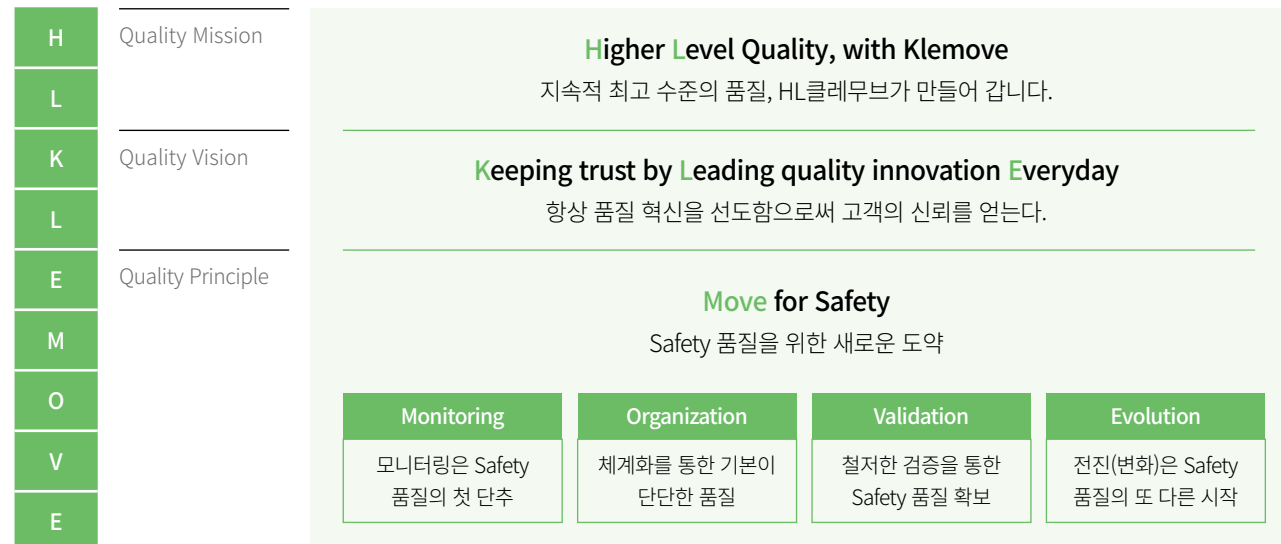 H
L
K
L
E
M
O
V
E
Quality Mission
Higher Level Quality, with Klemove
지속적 최고 수준의 품질, HL클레무브가 만들어 갑니다.
Quality Vision
Keeping trust by Leading quality innovation Everyday
항상 품질 혁신을 선도함으로써 고객의 신뢰를 얻는다.
Quality Principle
Move for Safety
Safety 품질을 위한 새로운 도약
Monitoring
모니터링은 Safety
품질의 첫 단추
Organization
체계화를 통한 기본이
단단한 품질
Validation
철저한 검증을 통한
Safety 품질 확보
Evolution
전진(변화)은 Safety
품질의 또 다른 시작